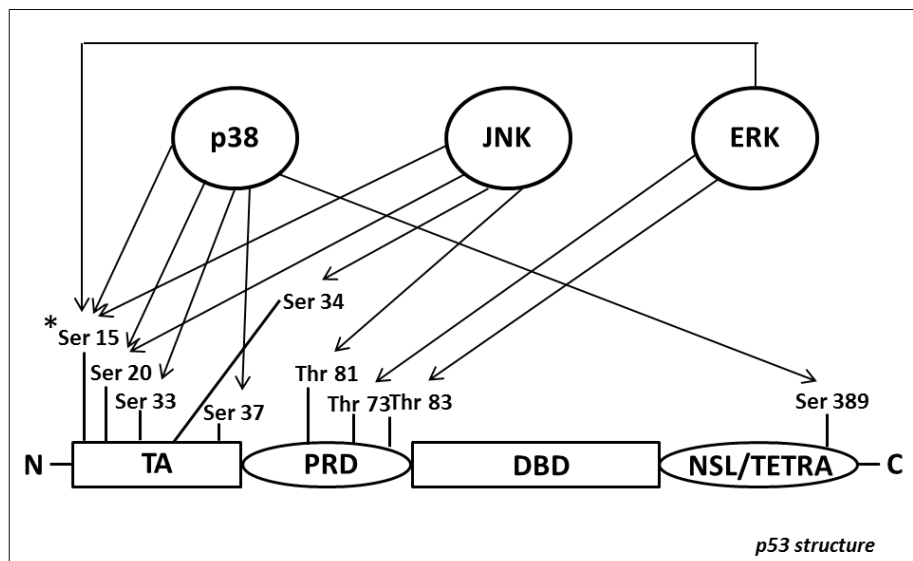 p38 JNK ERK
Ser 34
* Ser 15
Ser 20 Thr 81
Ser 33 Ser 37 Thr 73 Thr 83 Ser 389
N TA PRD DBD NSL/TETRA C
p53 structure